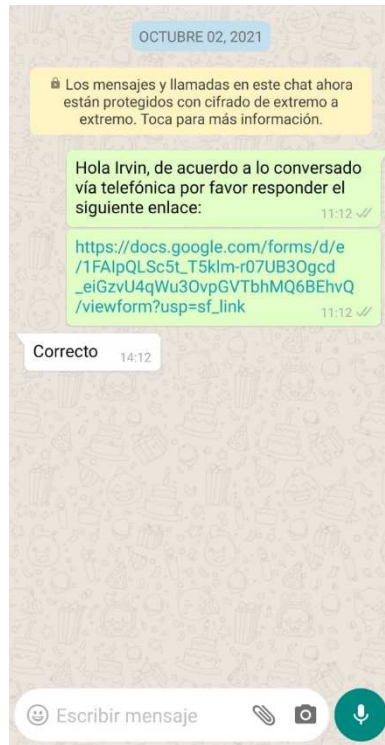 OCTUBRE 02, 2021
Los mensajes y llamadas en este chat ahora
están protegidos con cifrado de extremo a
extremo. Toca para más información.
Hola Irvin, de acuerdo a lo conversado
vía telefónica por favor responder el
siguiente enlace:
11:12
https://docs.google.com/forms/d/e
/1FAIpQLSc5t_T5klm-r07UB3Ogcd
_eiGzvU4qWu3OvpGVTbhMQ6BEhvQ
/viewform?usp=sf_link
11:12
Correcto 14:12
Escribir mensaje